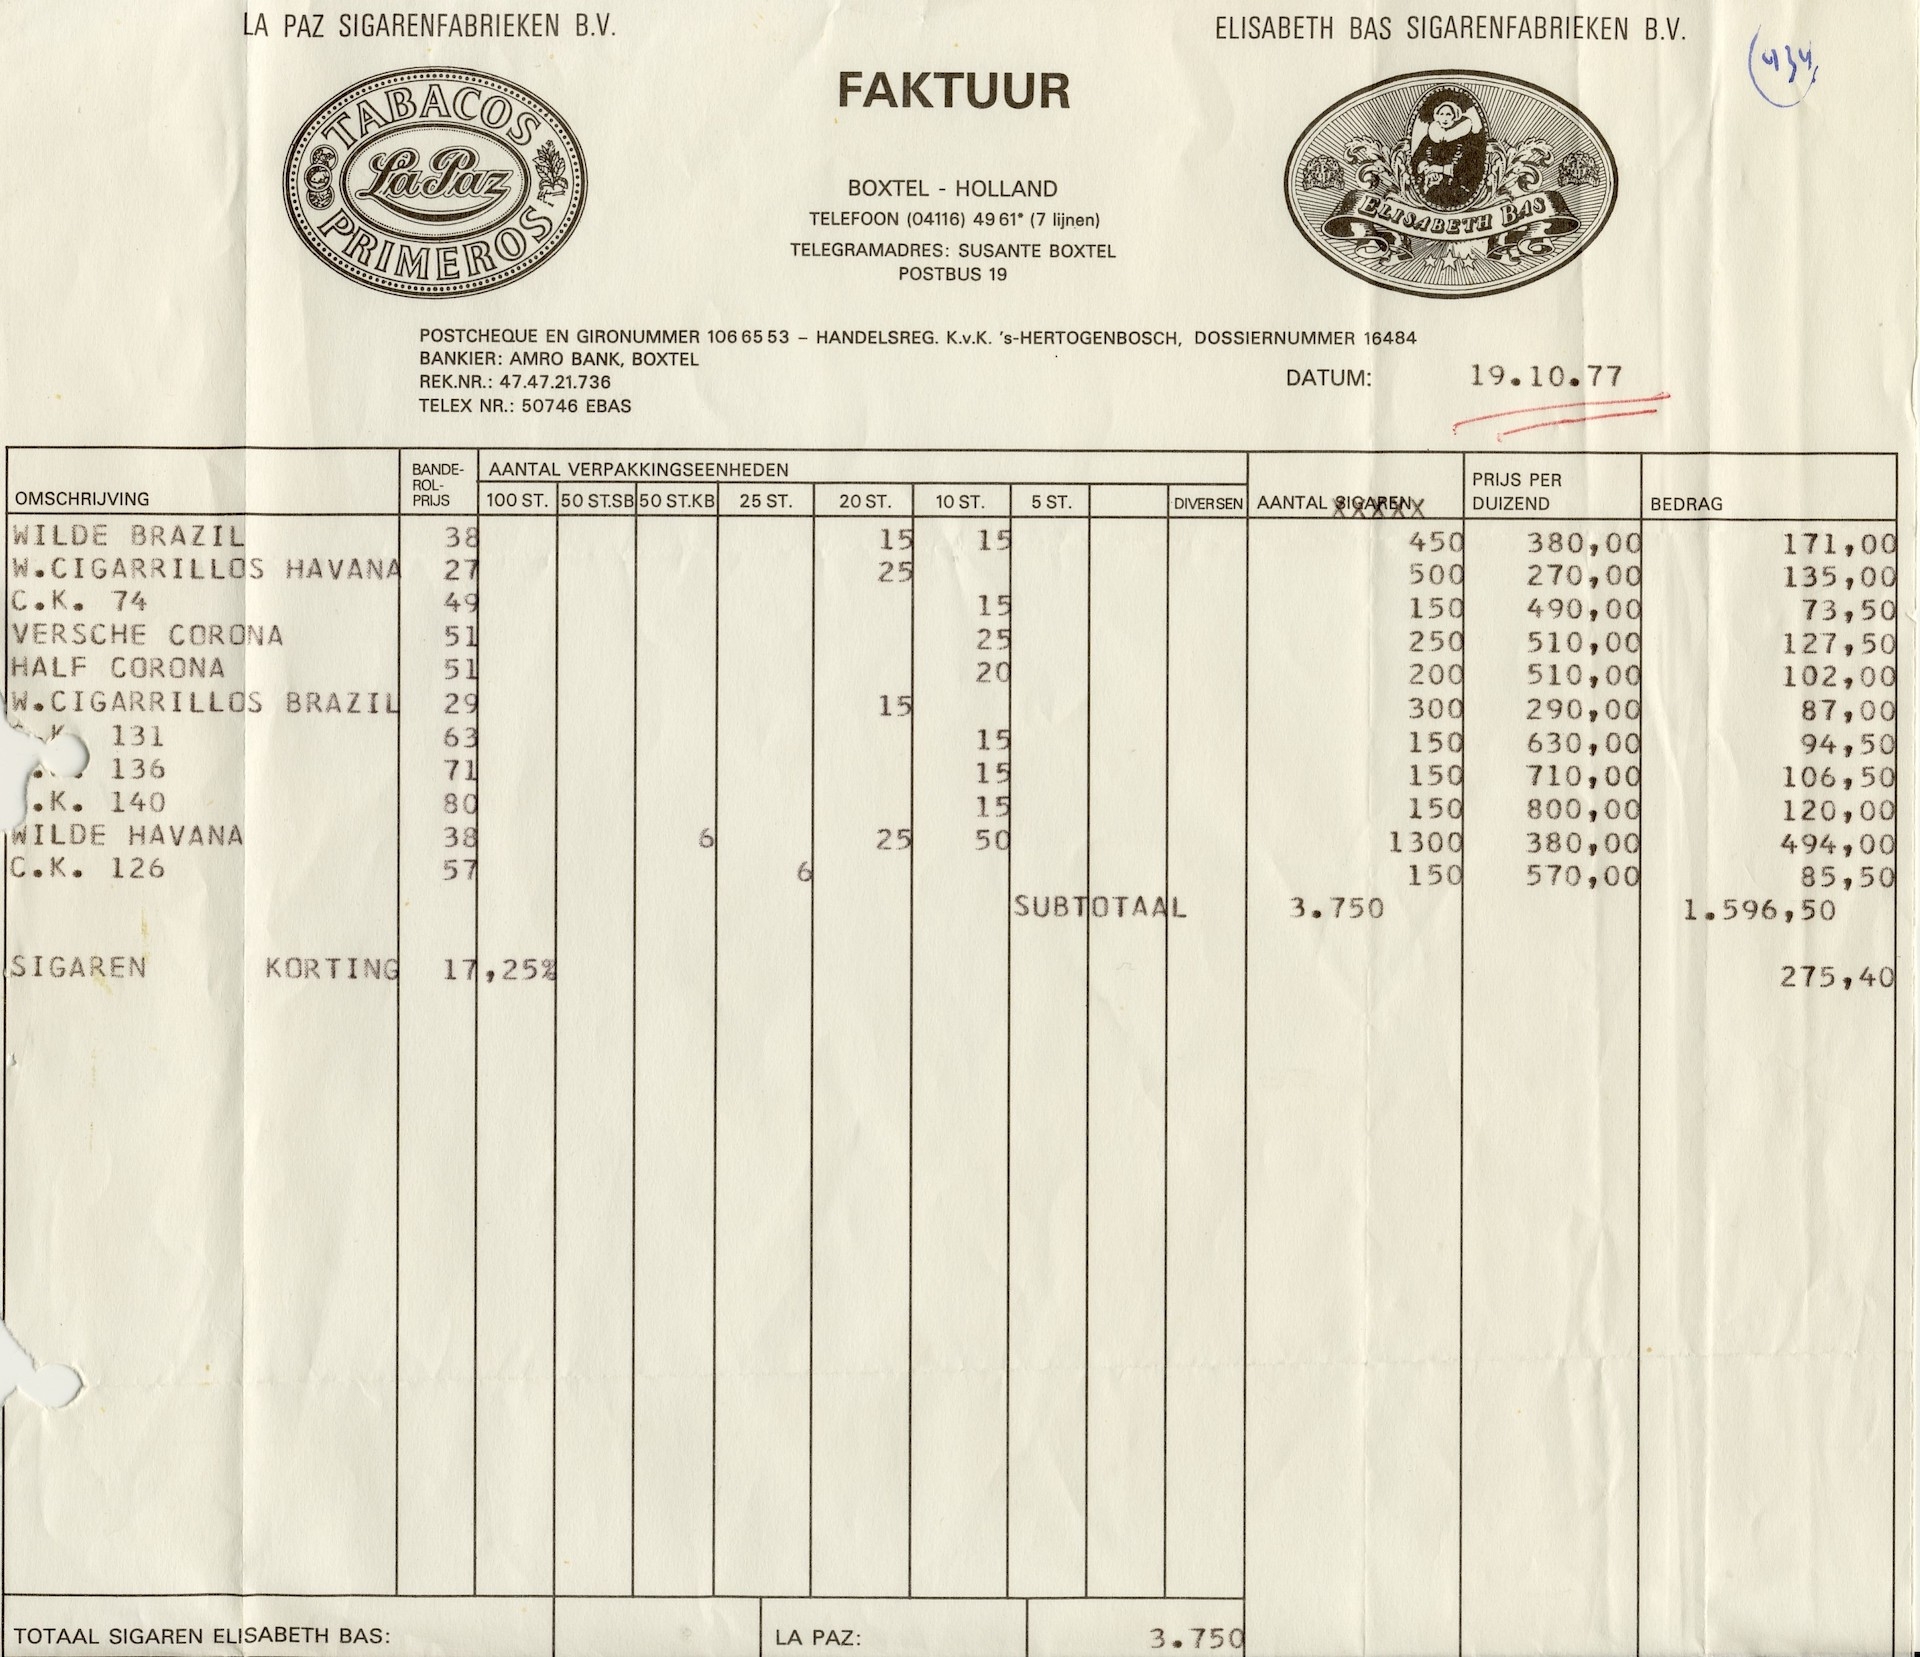 LA PAZ SIGARENFABRIEKEN B.V.
ELISABETH BAS SIGARENFABRIEKEN B.V.
TABACOS
La Paz
PRIMEROS
FAKTUUR
ELISABETH BAS
BOXTEL - HOLLAND
TELEFOON (04116) 49 61* (7 lijnen)
TELEGRAMADRES: SUSANTE BOXTEL
POSTBUS 19
POSTCHEQUE EN GIRONUMMER 106 65 53 – HANDELSREG. K.v.K. 's-HERTOGENBOSCH, DOSSIERNUMMER 16484
BANKIER: AMRO BANK, BOXTEL
REK.NR.: 47.47.21.736
TELEX NR.: 50746 EBAS
DATUM: 19.10.77
OMSCHRIJVING BANDE-ROL-PRIJS AANTAL VERPAKKINGSEENHEDEN AANTAL SIGAREN PRIJS PER DUIZEND BEDRAG
100 ST. 50 ST.SB 50 ST.KB 25 ST. 20 ST. 10 ST. 5 ST. DIVERSEN
WILDE BRAZIL 38 15 15 450 380,00 171,00
W.CIGARRILLOS HAVANA 27 25 500 270,00 135,00
C.K. 74 49 15 150 490,00 73,50
VERSCHE CORONA 51 25 250 510,00 127,50
HALF CORONA 51 20 200 510,00 102,00
W.CIGARRILLOS BRAZIL 29 15 300 290,00 87,00
.K. 131 63 15 150 630,00 94,50
136 71 15 150 710,00 106,50
.K. 140 80 15 150 800,00 120,00
WILDE HAVANA 38 6 25 50 1300 380,00 494,00
C.K. 126 57 6 150 570,00 85,50
SUBTOTAAL 3.750 1.596,50
SIGAREN KORTING 17,25% 275,40
TOTAAL SIGAREN ELISABETH BAS: LA PAZ: 3.750